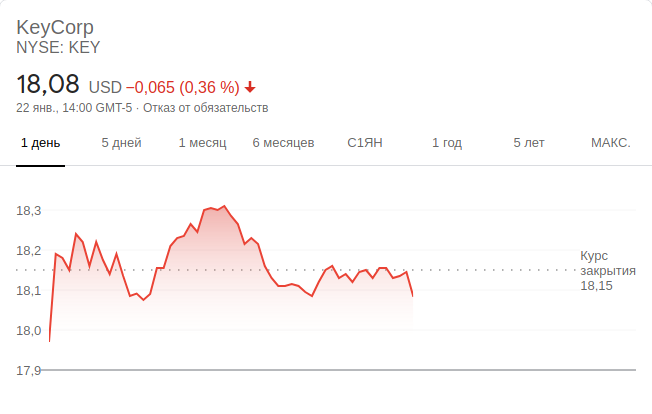 KeyCorp
NYSE: KEY
18,08 USD −0,065 (0,36 %)
22 янв., 14:00 GMT-5 · Отказ от обязательств
1 день 5 дней 1 месяц 6 месяцев С1ЯН 1 год 5 лет МАКС.
18,3
18,2
18,1
18,0
17,9
Курс
закрытия
18,15